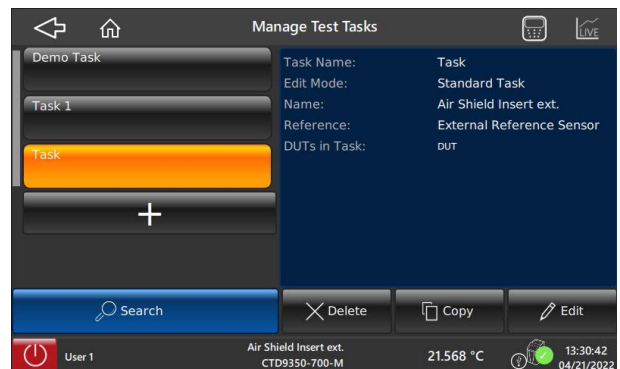 Manage Test Tasks
LIVE
Demo Task
Task 1
Task
Task Name: Task
Edit Mode: Standard Task
Name: Air Shield Insert ext.
Reference: External Reference Sensor
DUTs in Task: DUT
Search
Delete
Copy
Edit
User 1
Air Shield Insert ext.
CTD9350-700-M
21.568 °C
13:30:42
04/21/2022